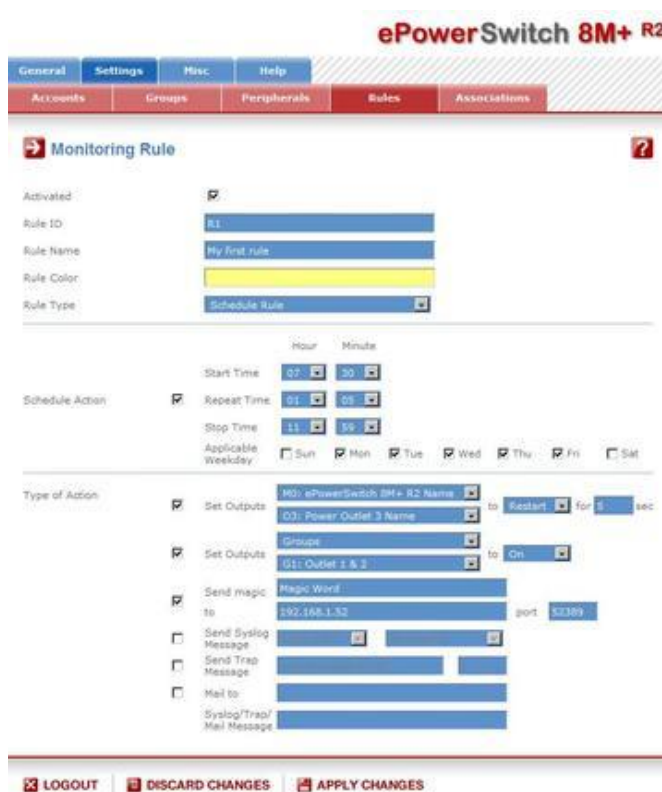 ePowerSwitch 8M+ R2
General Settings Misc Help
Accounts Groups Peripherals Rules Associations
Monitoring Rule ?
Activated
Rule ID R1
Rule Name My first rule
Rule Color
Rule Type Schedule Rule
Hour Minute
Start Time 07 30
Schedule Action Repeat Time 01 05
Stop Time 11 59
Applicable Weekday Sun Mon Tue Wed Thu Fri Sat
Type of Action
M0: ePowerSwitch 8M+ R2 Name
Set Outputs to Restart for 5 sec
O3: Power Outlet 3 Name
Groups
Set Outputs to On
G1: Outlet 1 & 2
Send magic Magic Word
to 192.168.1.52 port 52389
Send Syslog
Message
Send Trap
Message
Mail to
Syslog/Trap/
Mail Message
LOGOUT DISCARD CHANGES APPLY CHANGES